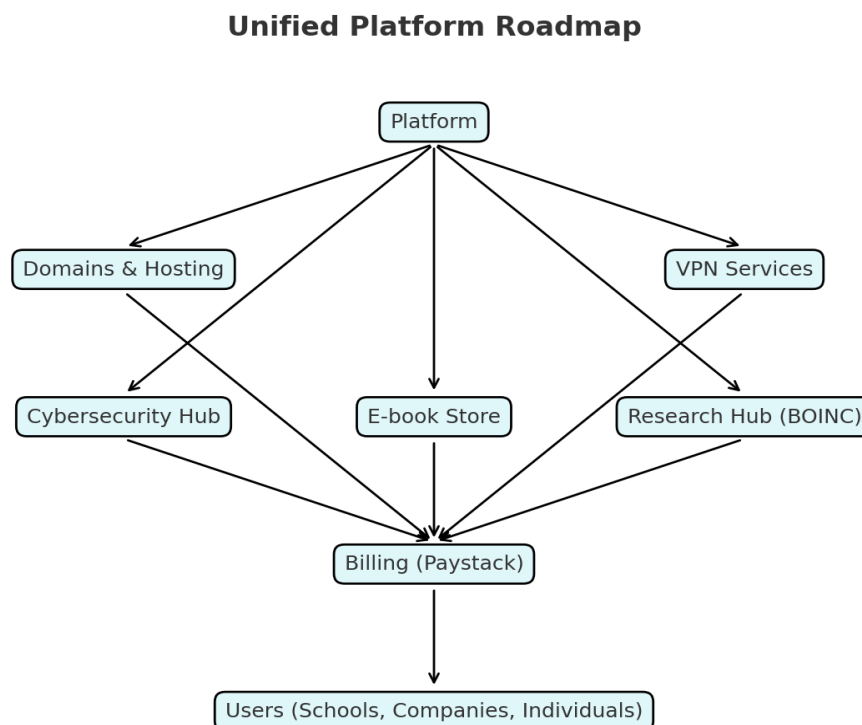 Unified Platform Roadmap
Platform
Domains & Hosting
VPN Services
Cybersecurity Hub
E-book Store
Research Hub (BOINC)
Billing (Paystack)
Users (Schools, Companies, Individuals)